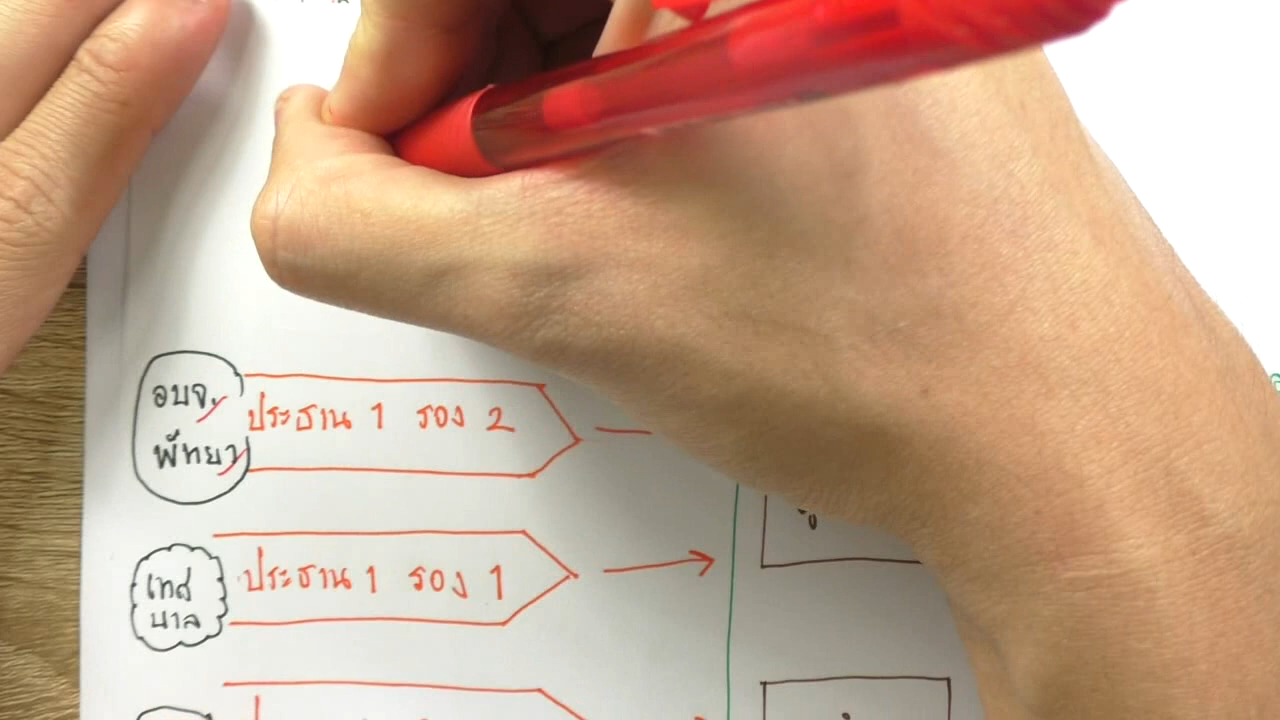 อบจ.
พัทยา
ประธาน 1 รอง 2
เทศ
บาล
ประธาน 1 รอง 1